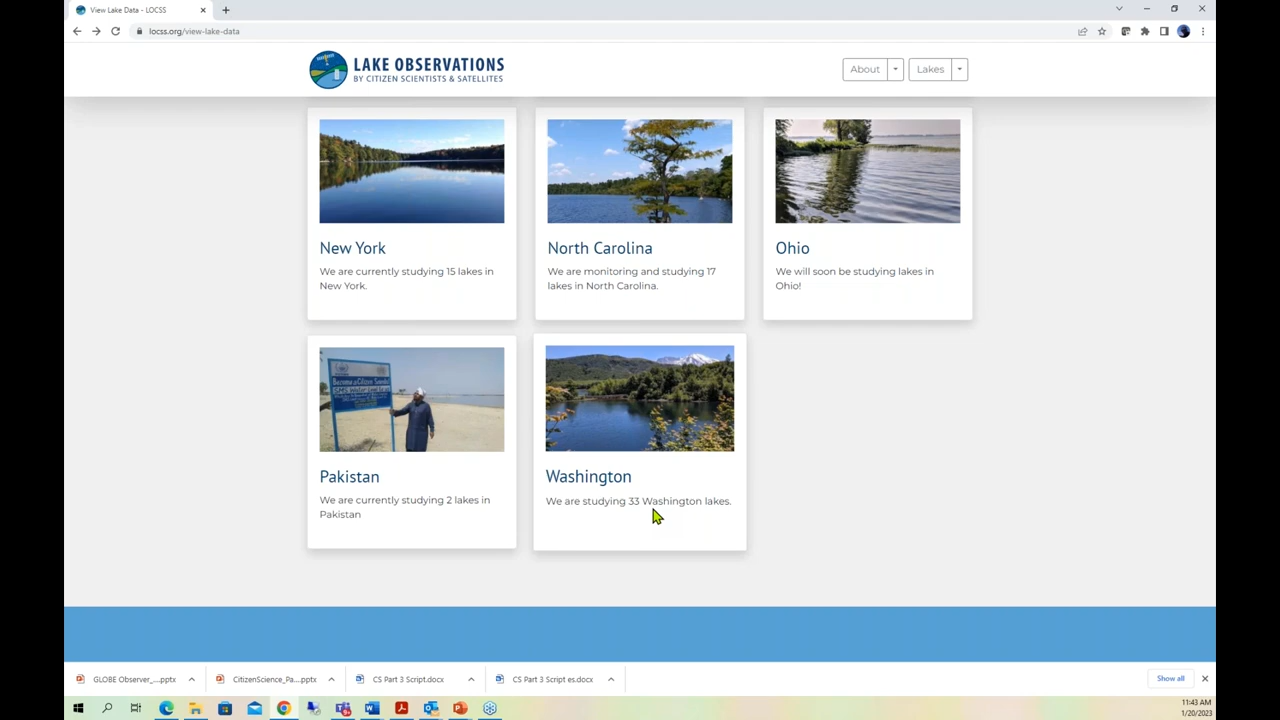 View Lake Data - LOCSS
locss.org/view-lake-data
LAKE OBSERVATIONS
BY CITIZEN SCIENTISTS & SATELLITES
About
Lakes
New York
We are currently studying 15 lakes in
New York.
North Carolina
We are monitoring and studying 17
lakes in North Carolina.
Ohio
We will soon be studying lakes in
Ohio!
Become a Citizen Scientist
Pakistan
We are currently studying 2 lakes in
Pakistan
Washington
We are studying 33 Washington lakes.
GLOBE Observer_....pptx
CitizenScience_Pa....pptx
CS Part 3 Script.docx
CS Part 3 Script es.docx
Show all
11:43 AM
1/20/2023